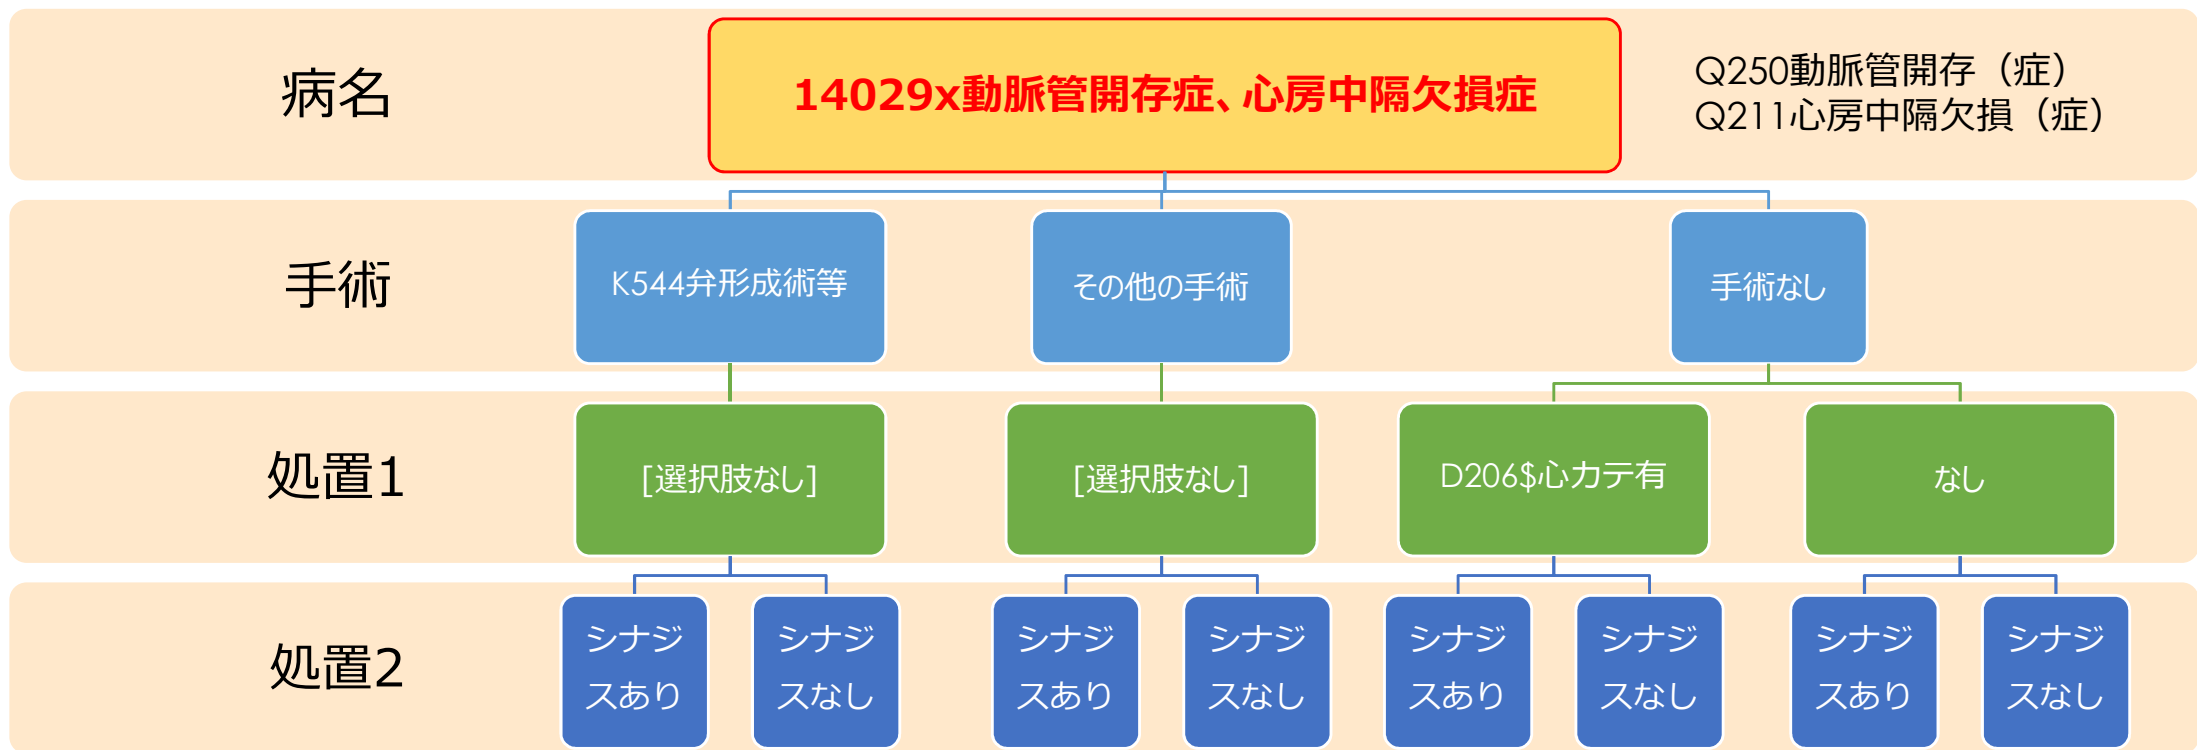 病名
14029x動脈管開存症、心房中隔欠損症
Q250動脈管開存（症）
Q211心房中隔欠損（症）
手術
K544弁形成術等
その他の手術
手術なし
処置1
[選択肢なし]
[選択肢なし]
D206$心カテ有
なし
処置2
シナジ
スあり
シナジ
スなし
シナジ
スあり
シナジ
スなし
シナジ
スあり
シナジ
スなし
シナジ
スあり
シナジ
スなし